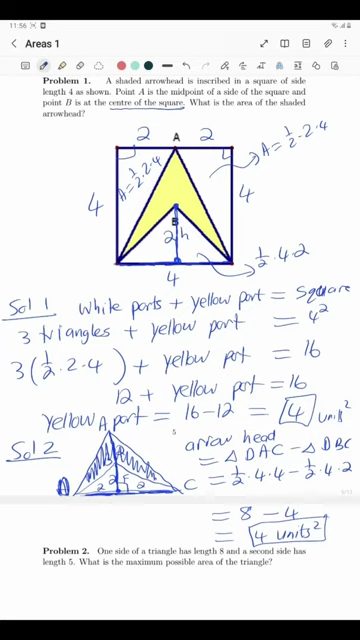 11:56
56%
Areas 1
Problem 1. A shaded arrowhead is inscribed in a square of side
length 4 as shown. Point A is the midpoint of a side of the square and
point B is at the centre of the square. What is the area of the shaded
arrowhead?
2 A 2
A = 1/2 · 2 · 4
A = 1/2 · 2 · 4
4
4
B
2 h
1/2 · 4 · 2
4
Sol 1 White parts + yellow part = Square
3 triangles + yellow part = 4²
3 (1/2 · 2 · 4) + yellow part = 16
12 + yellow part = 16
Yellow part = 16 - 12 = 4 units²
Sol 2
A
D
C
2
2
2
arrow head
= △ DAC - △ DBC
= 1/2 · 4 · 4 - 1/2 · 4 · 2
= 8 - 4
= 4 units²
Problem 2. One side of a triangle has length 8 and a second side has
length 5. What is the maximum possible area of the triangle?